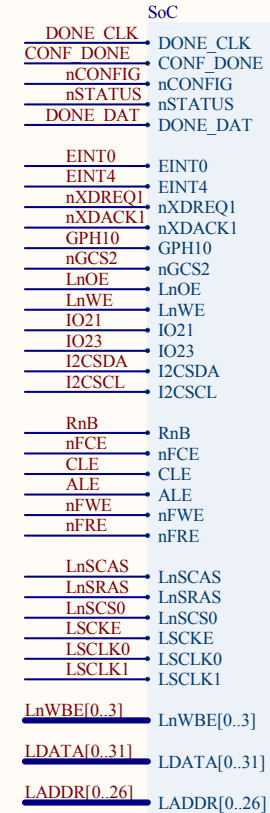 SoC
DONE_CLK DONE_CLK
CONF_DONE CONF_DONE
nCONFIG nCONFIG
nSTATUS nSTATUS
DONE_DAT DONE_DAT
EINT0 EINT0
EINT4 EINT4
nXDREQ1 nXDREQ1
nXDACK1 nXDACK1
GPH10 GPH10
nGCS2 nGCS2
LnOE LnOE
LnWE LnWE
IO21 IO21
IO23 IO23
I2CSDA I2CSDA
I2CSCL I2CSCL
RnB RnB
nFCE nFCE
CLE CLE
ALE ALE
nFWE nFWE
nFRE nFRE
LnSCAS LnSCAS
LnSRAS LnSRAS
LnSCS0 LnSCS0
LSCKE LSCKE
LSCLK0 LSCLK0
LSCLK1 LSCLK1
LnWBE[0..3] LnWBE[0..3]
LDATA[0..31] LDATA[0..31]
LADDR[0..26] LADDR[0..26]